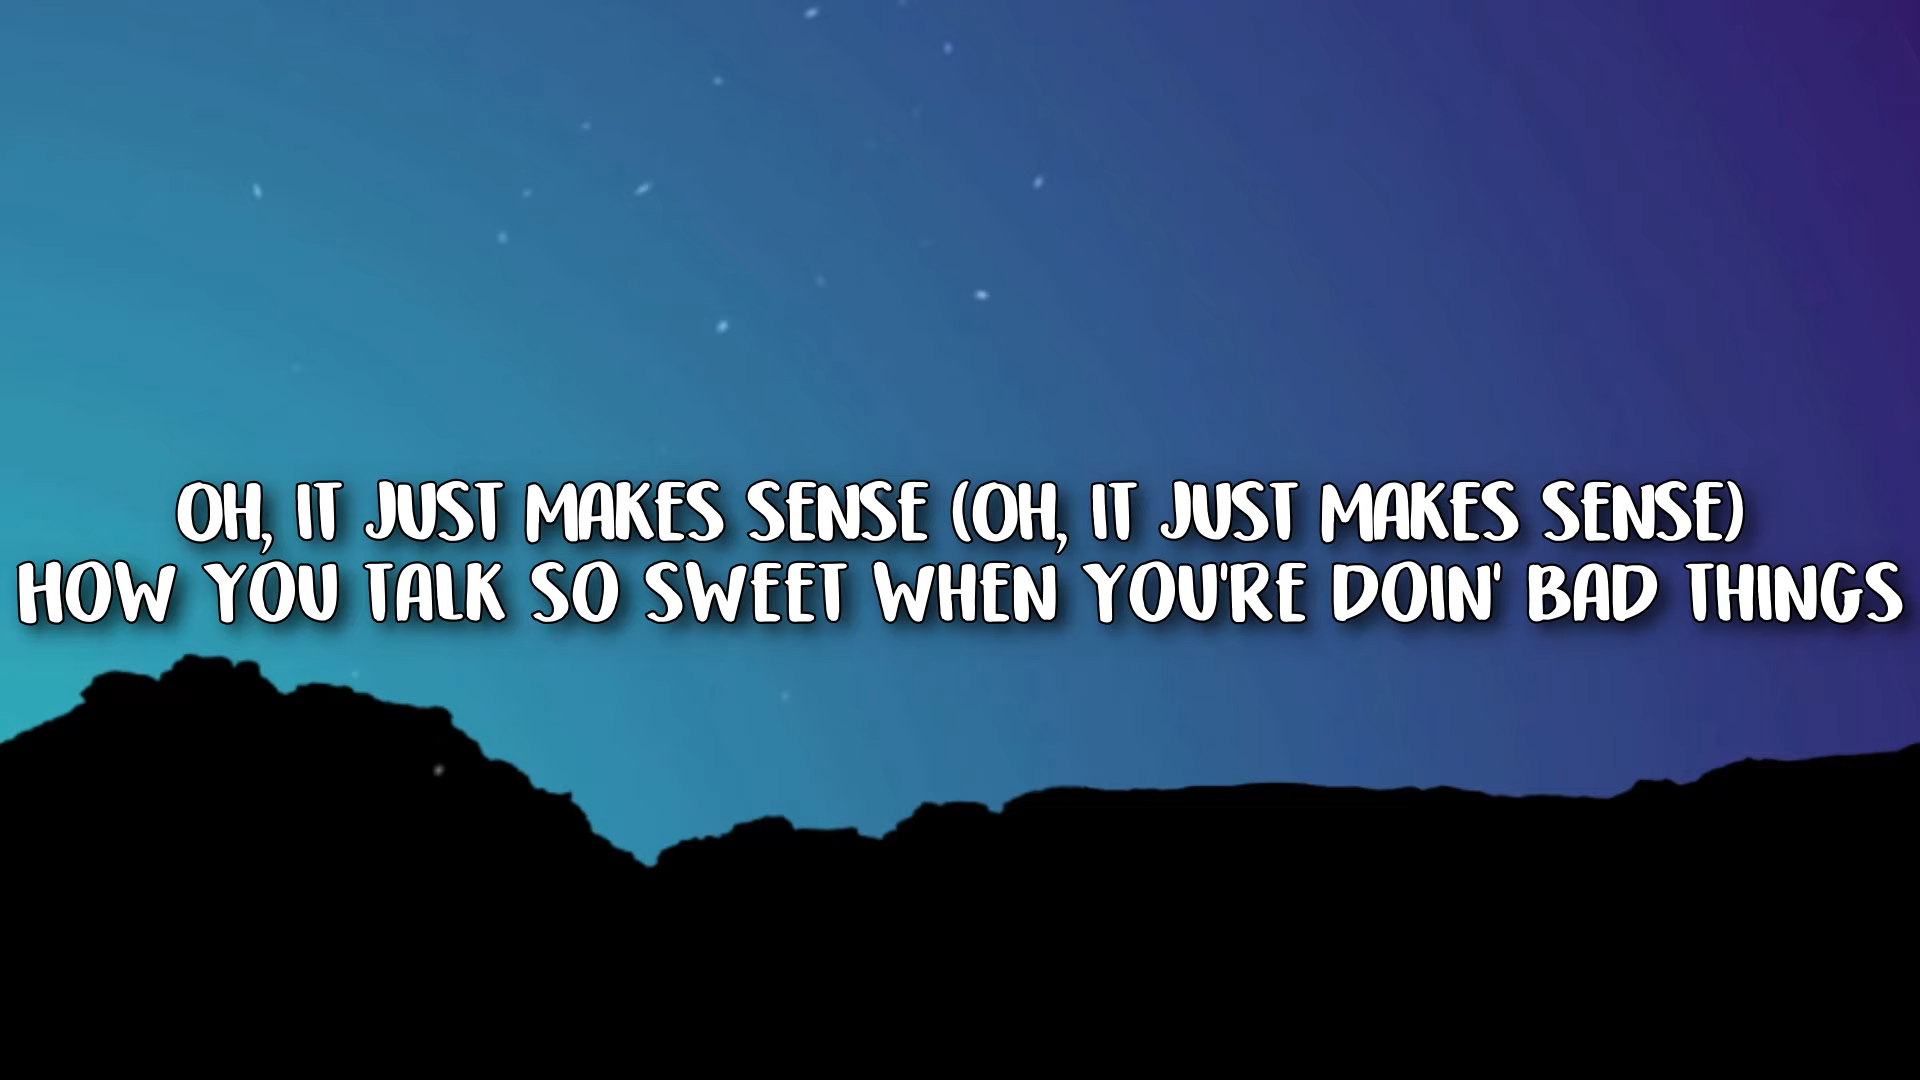 OH, IT JUST MAKES SENSE (OH, IT JUST MAKES SENSE)
HOW YOU TALK SO SWEET WHEN YOU'RE DOIN' BAD THINGS